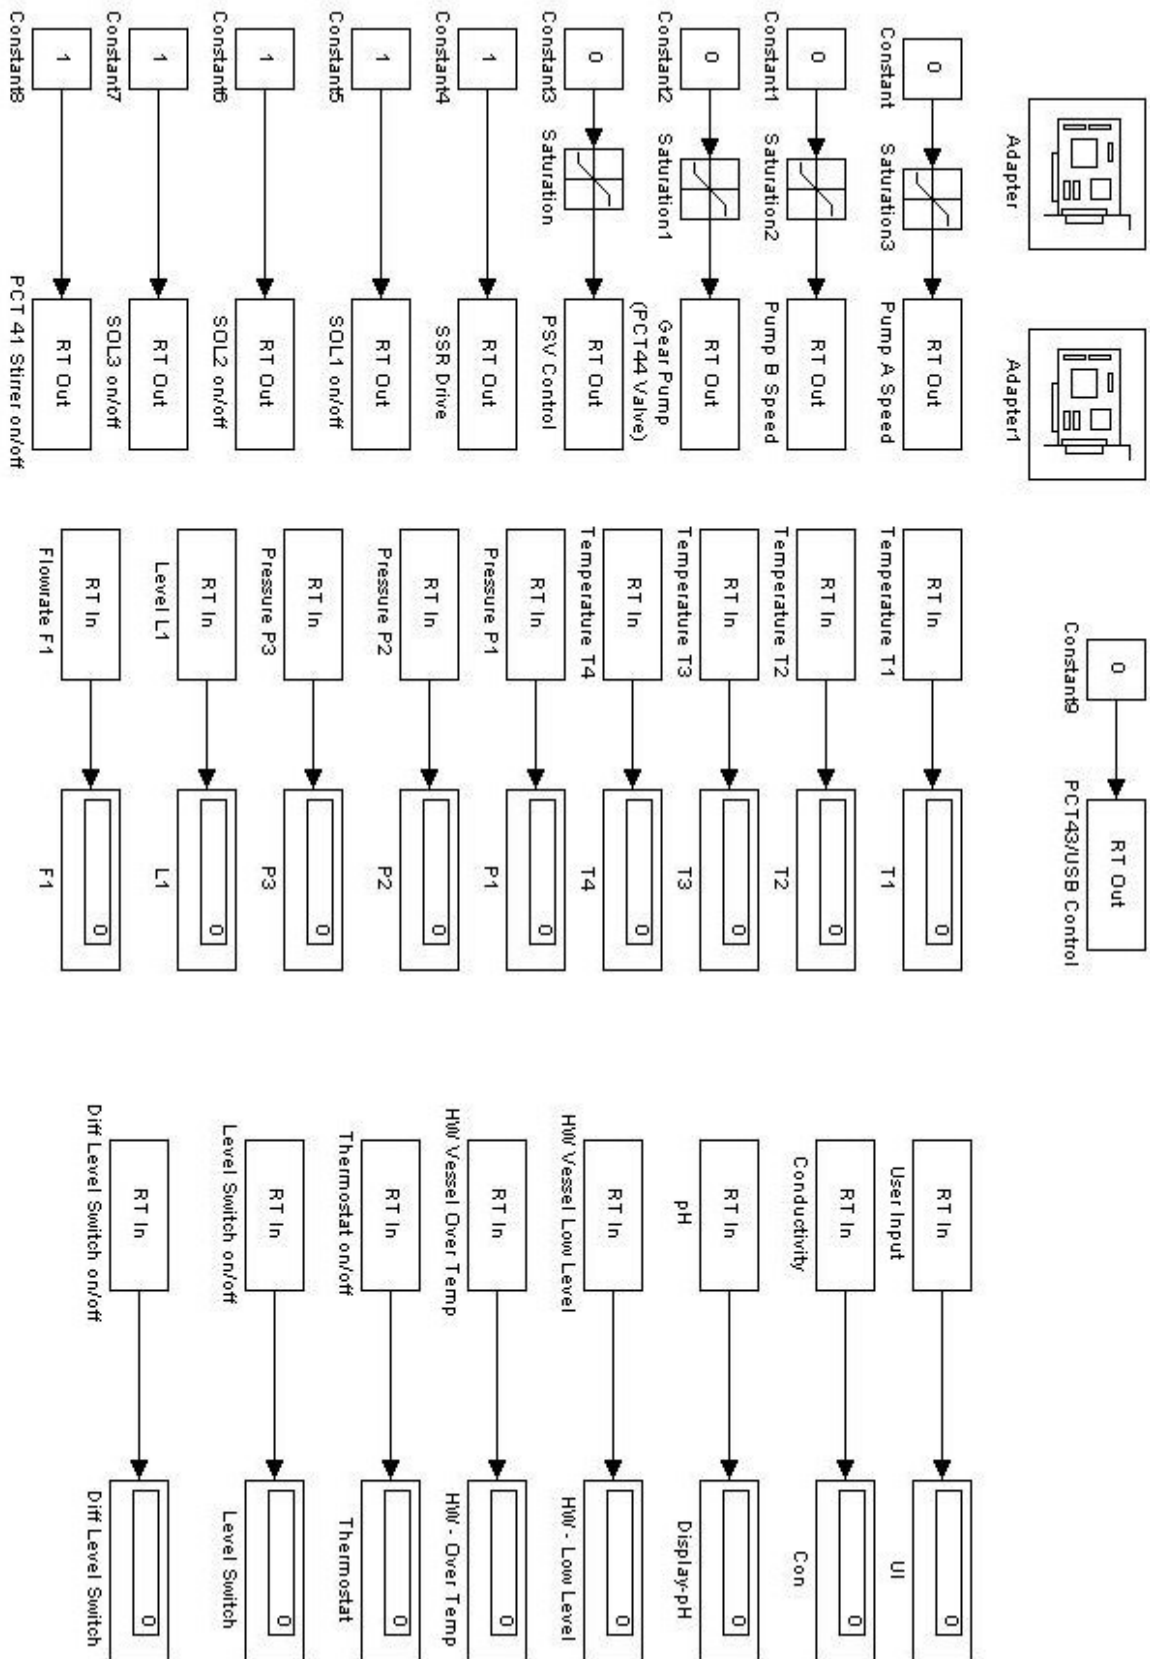 Adapter
Adapter1
0
Constant9
RT Out
PCT43/USB Control
0
Constant
Saturation3
RT Out
Pump A Speed
RT In
Temperature T1
0
T1
RT In
User Input
0
UI
0
Constant1
Saturation2
RT Out
Pump B Speed
RT In
Temperature T2
0
T2
RT In
Conductivity
0
Con
0
Constant2
Saturation1
RT Out
Gear Pump
(PCT44 Valve)
RT In
Temperature T3
0
T3
RT In
pH
0
Display-pH
0
Constant3
Saturation
RT Out
PSV Control
RT In
Temperature T4
0
T4
RT In
HW Vessel Low Level
0
HW - Low Level
1
Constant4
RT Out
SSR Drive
RT In
Pressure P1
0
P1
RT In
HW Vessel Over Temp
0
HW - Over Temp
1
Constant5
RT Out
SOL1 on/off
RT In
Pressure P2
0
P2
RT In
Thermostat on/off
0
Thermostat
1
Constant6
RT Out
SOL2 on/off
RT In
Pressure P3
0
P3
RT In
Level Switch on/off
0
Level Switch
1
Constant7
RT Out
SOL3 on/off
RT In
Level L1
0
L1
RT In
Diff Level Switch on/off
0
Diff Level Switch
1
Constant8
RT Out
PCT 41 Stirrer on/off
RT In
Flowrate F1
0
F1